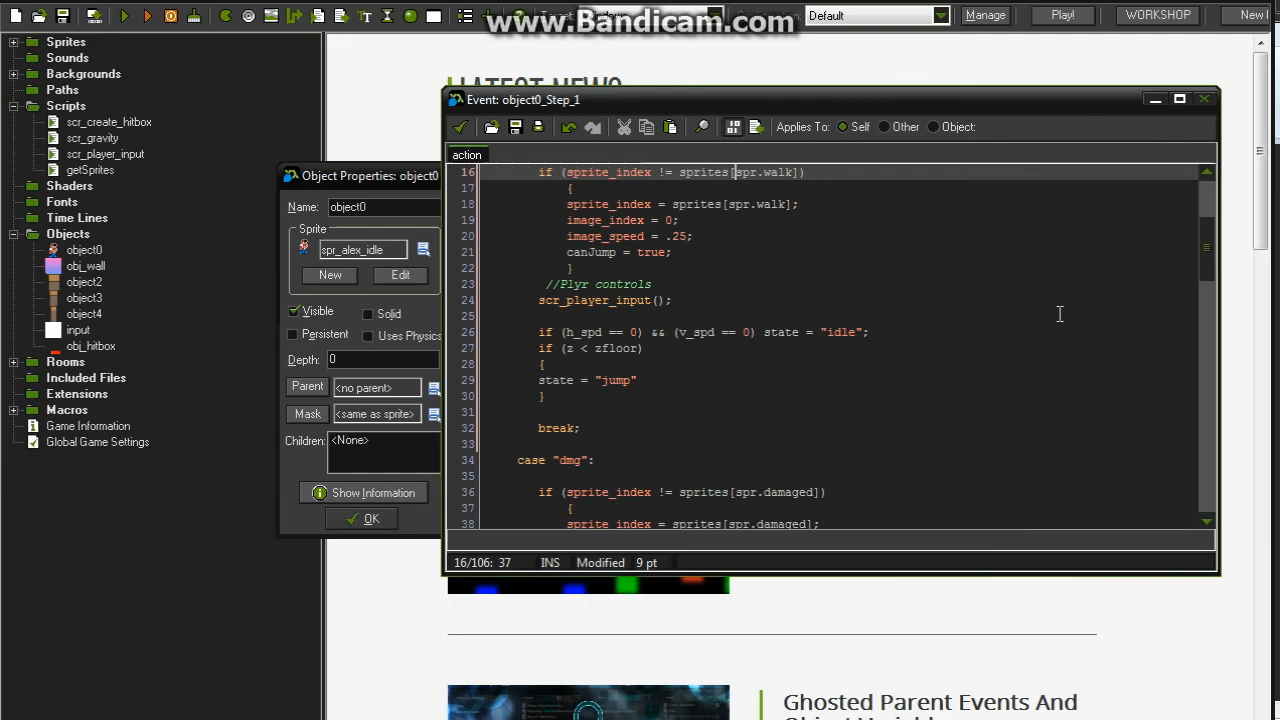 www.Bandicam.com
Target
Default
Manage
Play!
WORKSHOP
New
Sprites
Sounds
Backgrounds
Paths
Scripts
scr_create_hitbox
scr_gravity
scr_player_input
getSprites
Shaders
Fonts
Time Lines
Objects
object0
obj_wall
object2
object3
object4
input
obj_hitbox
Rooms
Included Files
Extensions
Macros
Game Information
Global Game Settings
LATEST NEWS
Object Properties: object0
Name: object0
Sprite
spr_alex_idle
New
Edit
Visible
Solid
Persistent
Uses Physics
Depth: 0
Parent
<no parent>
Mask
<same as sprite>
Children:
<None>
Show Information
OK
Event: object0_Step_1
Applies To:
Self
Other
Object:
action
16 if (sprite_index != sprites[spr.walk])
17 {
18 sprite_index = sprites[spr.walk];
19 image_index = 0;
20 image_speed = .25;
21 canJump = true;
22 }
23 //Plyr controls
24 scr_player_input();
25
26 if (h_spd == 0) && (v_spd == 0) state = "idle";
27 if (z < zfloor)
28 {
29 state = "jump"
30 }
31
32 break;
33
34 case "dmg":
35
36 if (sprite_index != sprites[spr.damaged])
37 {
38 sprite_index = sprites[spr.damaged];
16/106: 37
INS
Modified
9 pt
Ghosted Parent Events And